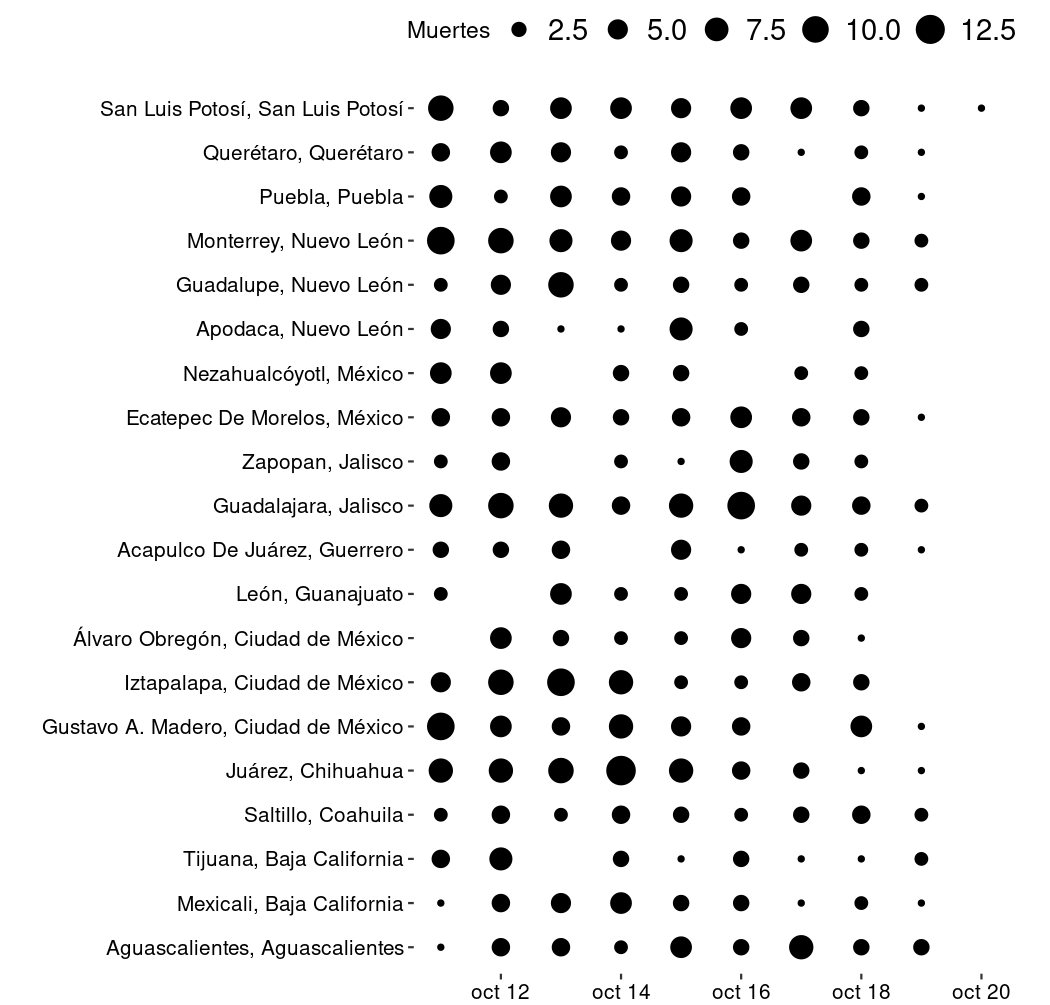 Muertes 2.5 5.0 7.5 10.0 12.5
San Luis Potosí, San Luis Potosí
Querétaro, Querétaro
Puebla, Puebla
Monterrey, Nuevo León
Guadalupe, Nuevo León
Apodaca, Nuevo León
Nezahualcóyotl, México
Ecatepec De Morelos, México
Zapopan, Jalisco
Guadalajara, Jalisco
Acapulco De Juárez, Guerrero
León, Guanajuato
Álvaro Obregón, Ciudad de México
Iztapalapa, Ciudad de México
Gustavo A. Madero, Ciudad de México
Juárez, Chihuahua
Saltillo, Coahuila
Tijuana, Baja California
Mexicali, Baja California
Aguascalientes, Aguascalientes
oct 12 oct 14 oct 16 oct 18 oct 20